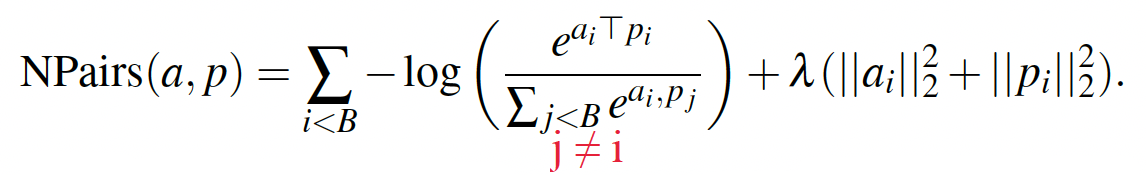 NPairs(a, p) = ∑_{i<B} − log ( e^{a_i⊤p_i} / ∑_{j<B} e^{a_i,p_j} ) + λ(||a_i||_2^2 + ||p_i||_2^2).
j ≠ i